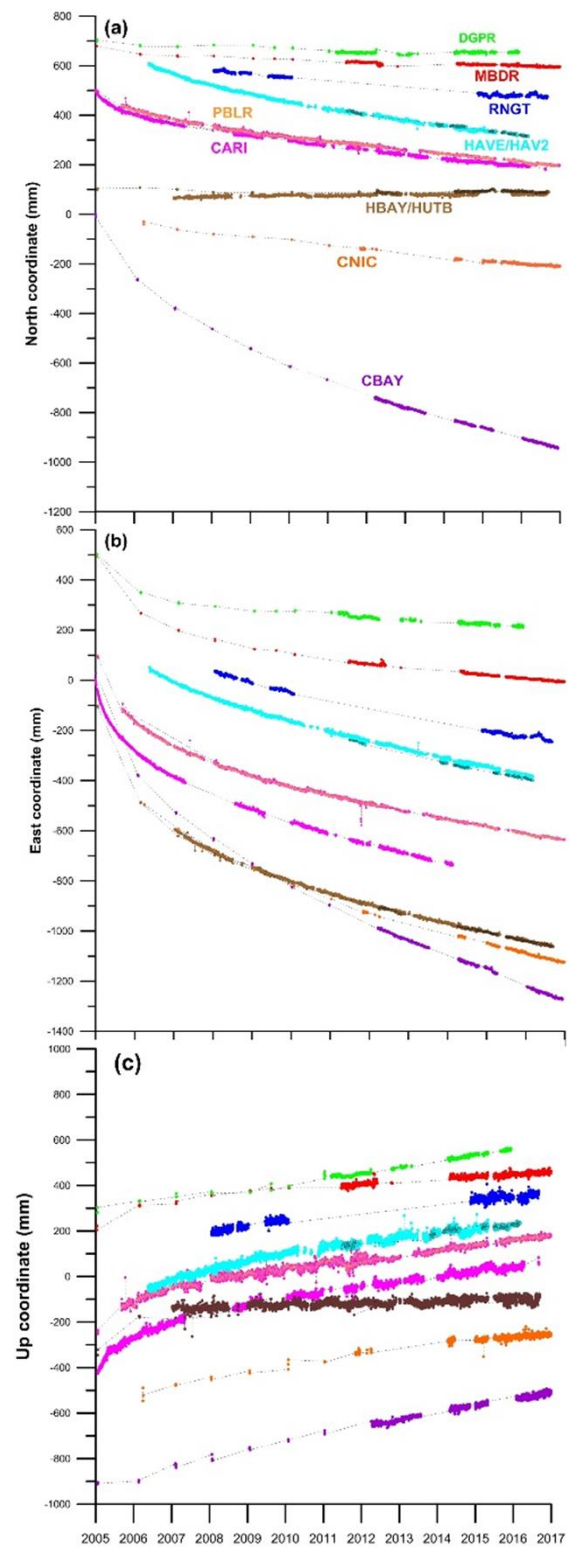 (a)
800
DGPR
600
MBDR
RNGT
400
PBLR
HAVE/HAV2
CARI
200
HBAY/HUTB
0
CNIC
-200
-400
-600
CBAY
-800
-1000
-1200
North coordinate (mm)
600
(b)
400
200
0
-200
-400
-600
-800
-1000
-1200
-1400
East coordinate (mm)
1000
(c)
800
600
400
200
0
-200
-400
-600
-800
-1000
Up coordinate (mm)
2005 2006 2007 2008 2009 2010 2011 2012 2013 2014 2015 2016 2017